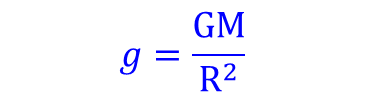 g = GM/R²